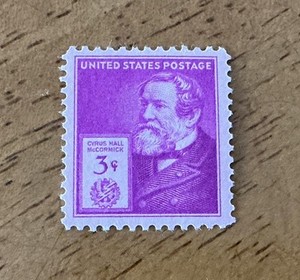 UNITED STATES POSTAGE
CYRUS HALL
McCORMICK
3¢